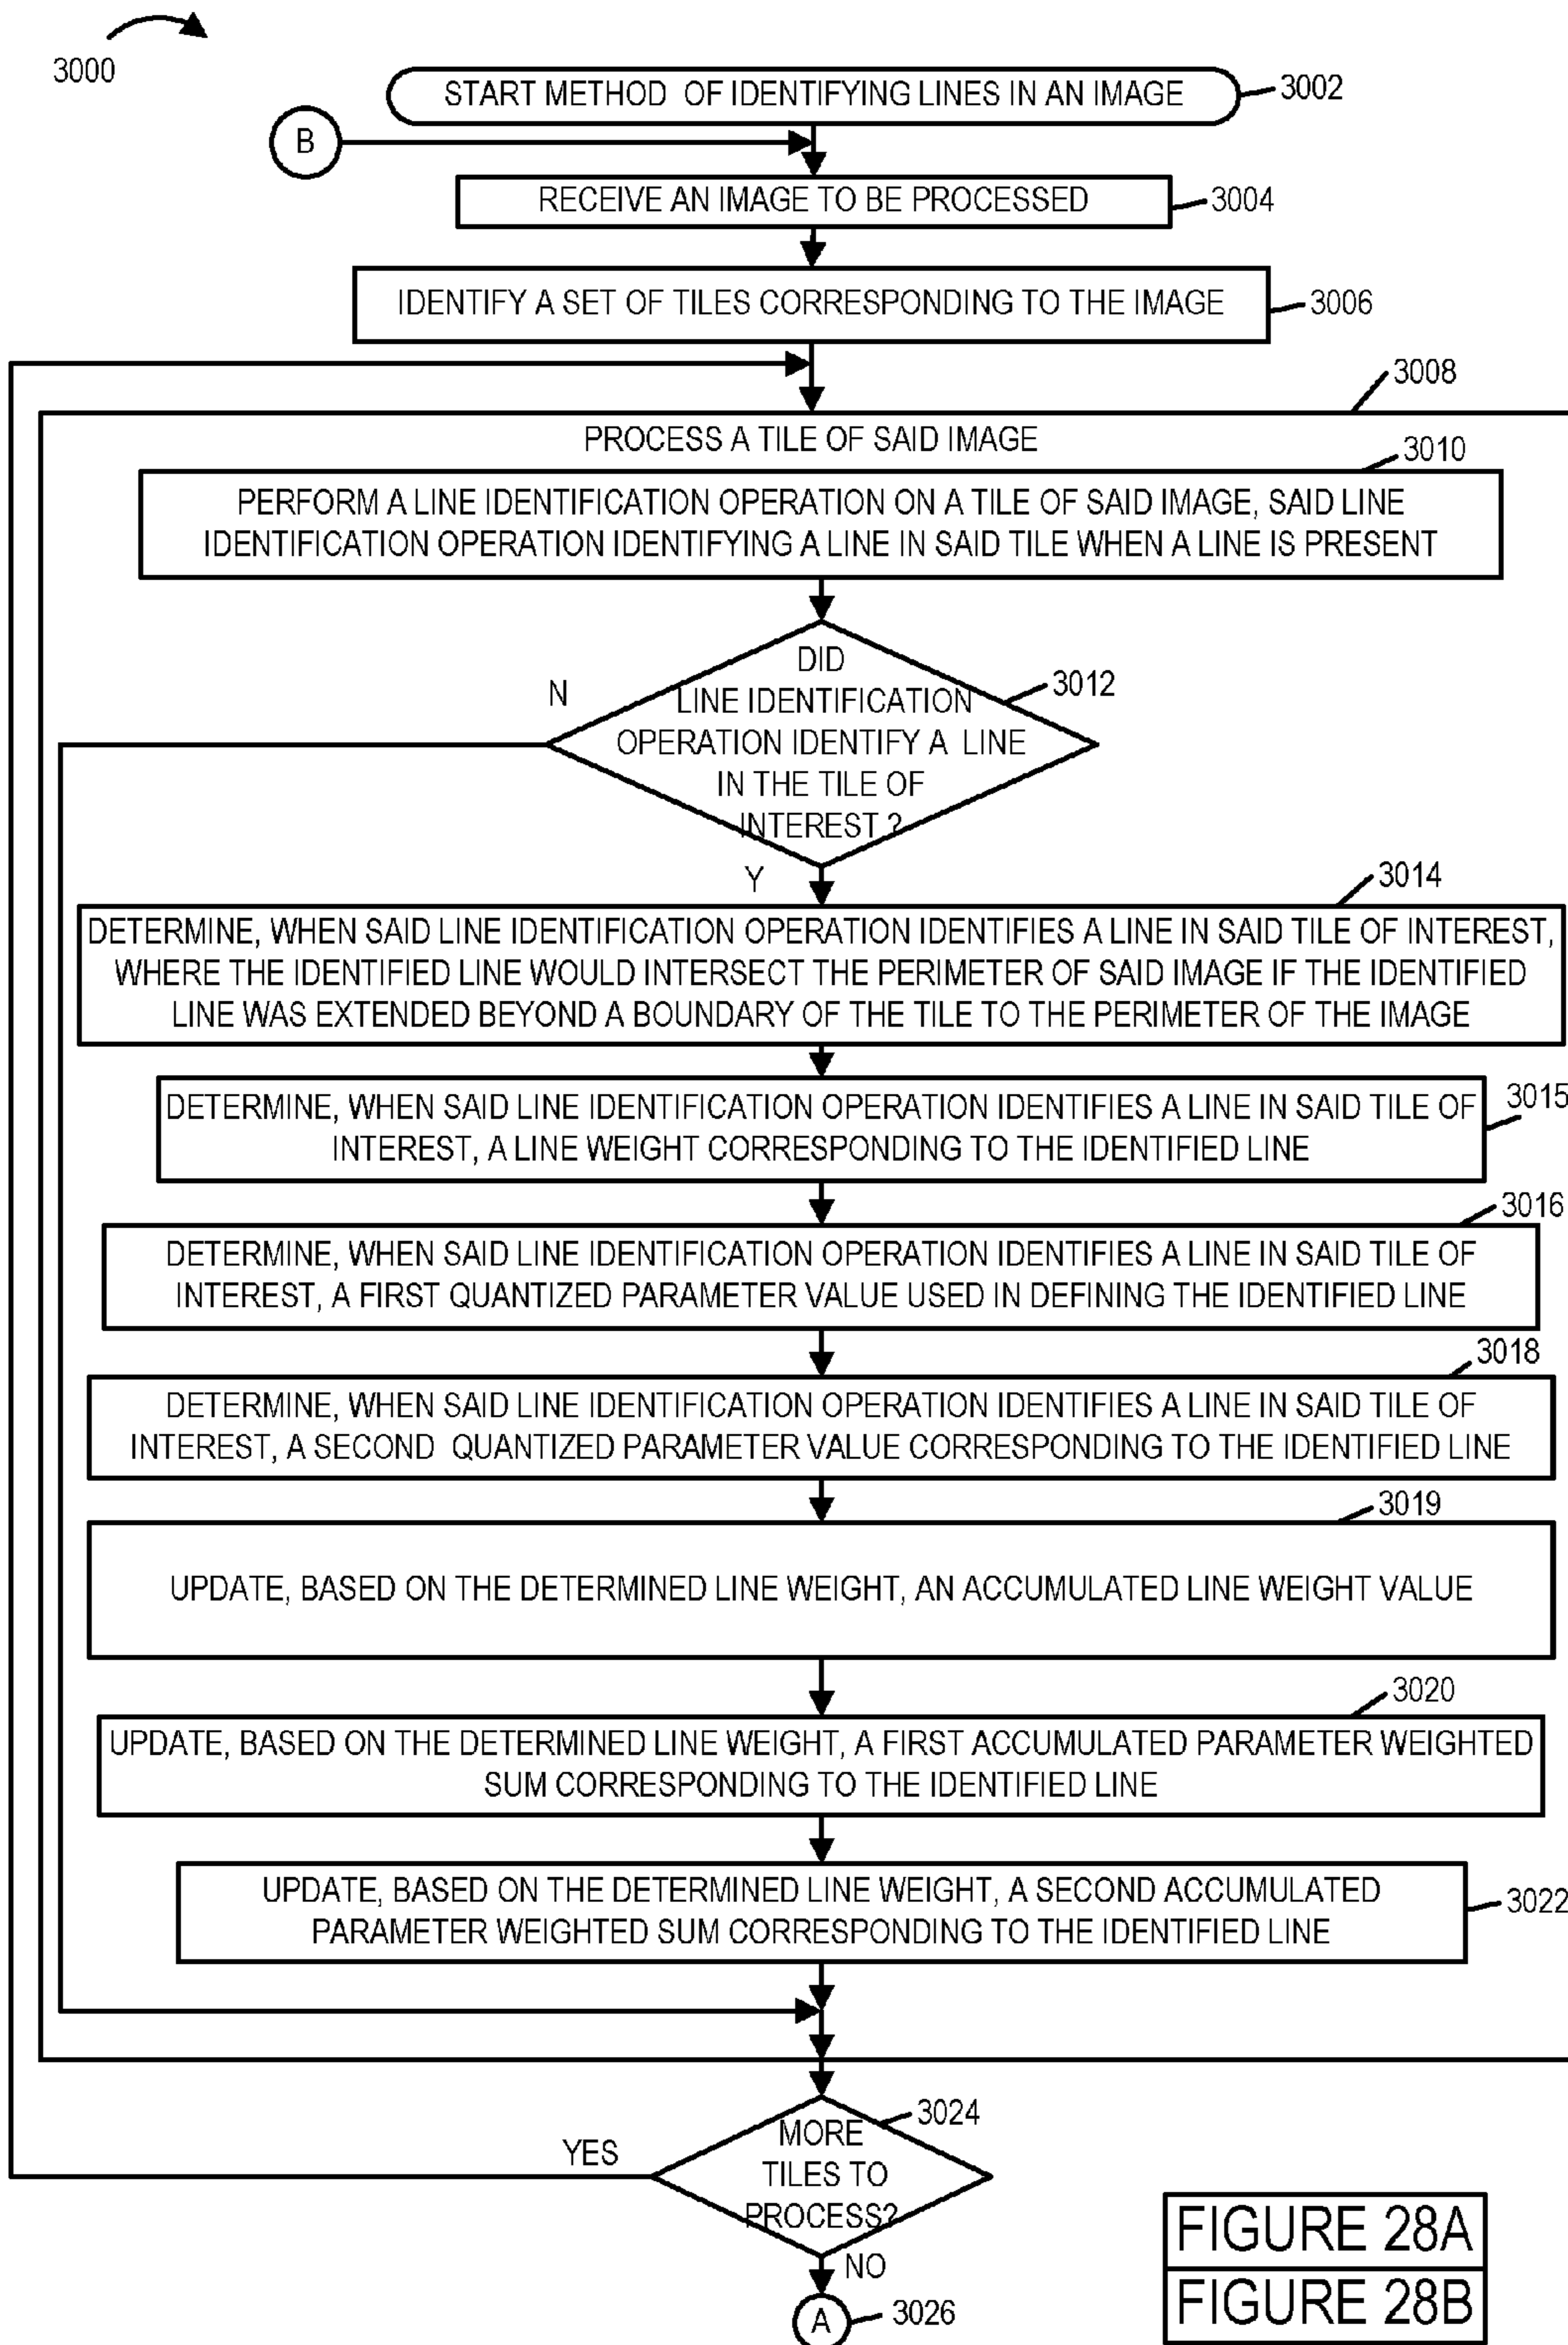 3000
START METHOD OF IDENTIFYING LINES IN AN IMAGE
3002
B
RECEIVE AN IMAGE TO BE PROCESSED
3004
IDENTIFY A SET OF TILES CORRESPONDING TO THE IMAGE
3006
3008
PROCESS A TILE OF SAID IMAGE
3010
PERFORM A LINE IDENTIFICATION OPERATION ON A TILE OF SAID IMAGE, SAID LINE
IDENTIFICATION OPERATION IDENTIFYING A LINE IN SAID TILE WHEN A LINE IS PRESENT
DID
LINE IDENTIFICATION
OPERATION IDENTIFY A LINE
IN THE TILE OF
INTEREST ?
3012
N
Y
3014
DETERMINE, WHEN SAID LINE IDENTIFICATION OPERATION IDENTIFIES A LINE IN SAID TILE OF INTEREST,
WHERE THE IDENTIFIED LINE WOULD INTERSECT THE PERIMETER OF SAID IMAGE IF THE IDENTIFIED
LINE WAS EXTENDED BEYOND A BOUNDARY OF THE TILE TO THE PERIMETER OF THE IMAGE
3015
DETERMINE, WHEN SAID LINE IDENTIFICATION OPERATION IDENTIFIES A LINE IN SAID TILE OF
INTEREST, A LINE WEIGHT CORRESPONDING TO THE IDENTIFIED LINE
3016
DETERMINE, WHEN SAID LINE IDENTIFICATION OPERATION IDENTIFIES A LINE IN SAID TILE OF
INTEREST, A FIRST QUANTIZED PARAMETER VALUE USED IN DEFINING THE IDENTIFIED LINE
3018
DETERMINE, WHEN SAID LINE IDENTIFICATION OPERATION IDENTIFIES A LINE IN SAID TILE OF
INTEREST, A SECOND QUANTIZED PARAMETER VALUE CORRESPONDING TO THE IDENTIFIED LINE
3019
UPDATE, BASED ON THE DETERMINED LINE WEIGHT, AN ACCUMULATED LINE WEIGHT VALUE
3020
UPDATE, BASED ON THE DETERMINED LINE WEIGHT, A FIRST ACCUMULATED PARAMETER WEIGHTED
SUM CORRESPONDING TO THE IDENTIFIED LINE
UPDATE, BASED ON THE DETERMINED LINE WEIGHT, A SECOND ACCUMULATED
PARAMETER WEIGHTED SUM CORRESPONDING TO THE IDENTIFIED LINE
3022
3024
MORE
TILES TO
PROCESS?
YES
NO
A
3026
FIGURE 28A
FIGURE 28B